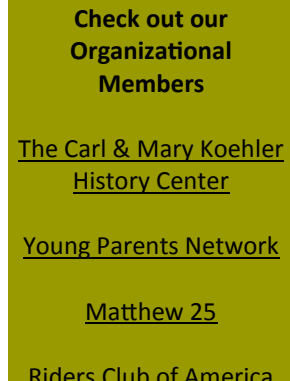 Check out our
Organizational
Members
The Carl & Mary Koehler
History Center
Young Parents Network
Matthew 25
Riders Club of America